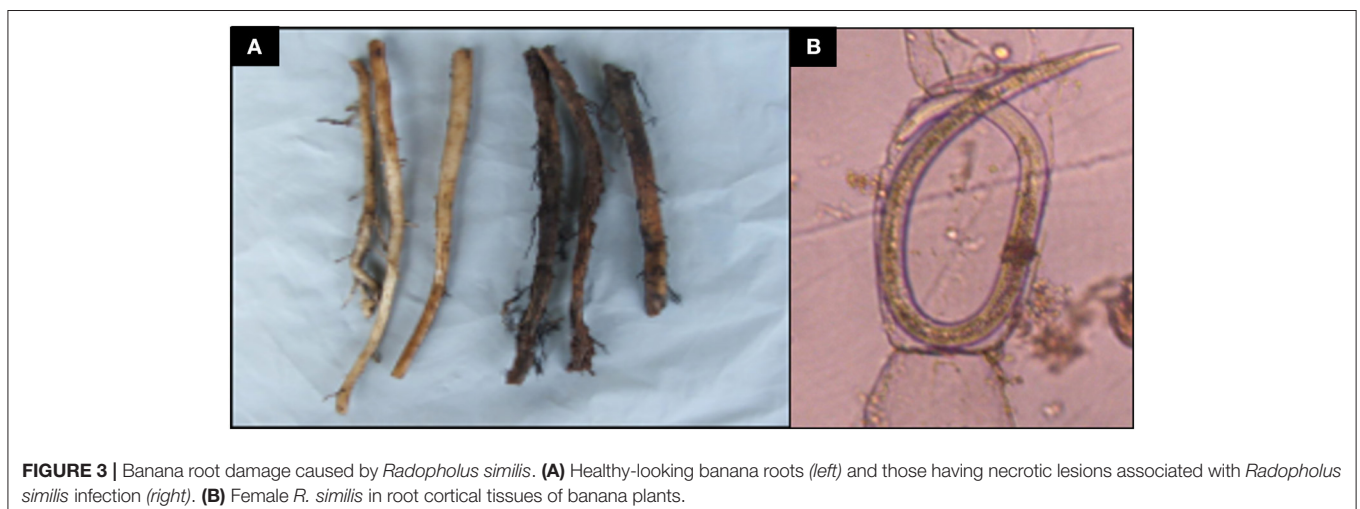 A
B
FIGURE 3 | Banana root damage caused by Radopholus similis. (A) Healthy-looking banana roots (left) and those having necrotic lesions associated with Radopholus
similis infection (right). (B) Female R. similis in root cortical tissues of banana plants.